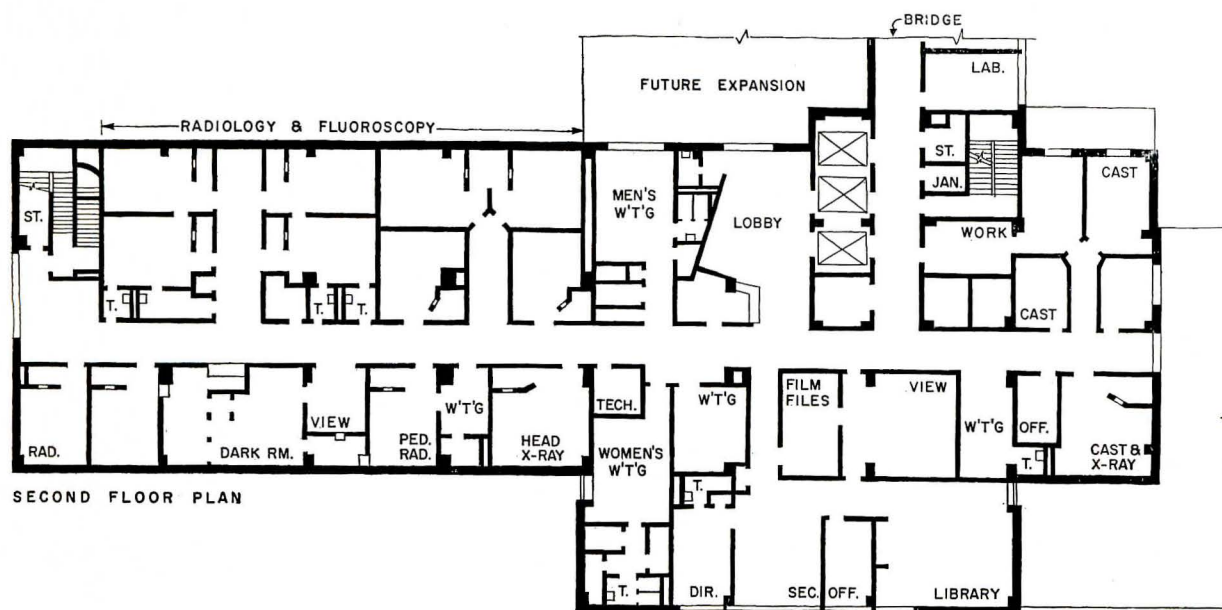 BRIDGE
LAB.
FUTURE EXPANSION
RADIOLOGY & FLUOROSCOPY
ST.
MEN'S
W'T'G
LOBBY
ST.
JAN.
CAST
WORK
T.
T.
T.
CAST
RAD.
DARK RM.
VIEW
PED.
RAD.
W'T'G
HEAD
X-RAY
TECH.
WOMEN'S
W'T'G
W'T'G
FILM
FILES
VIEW
W'T'G
OFF.
T.
CAST &
X-RAY
SECOND FLOOR PLAN
T.
T.
DIR.
SEC.
OFF.
LIBRARY